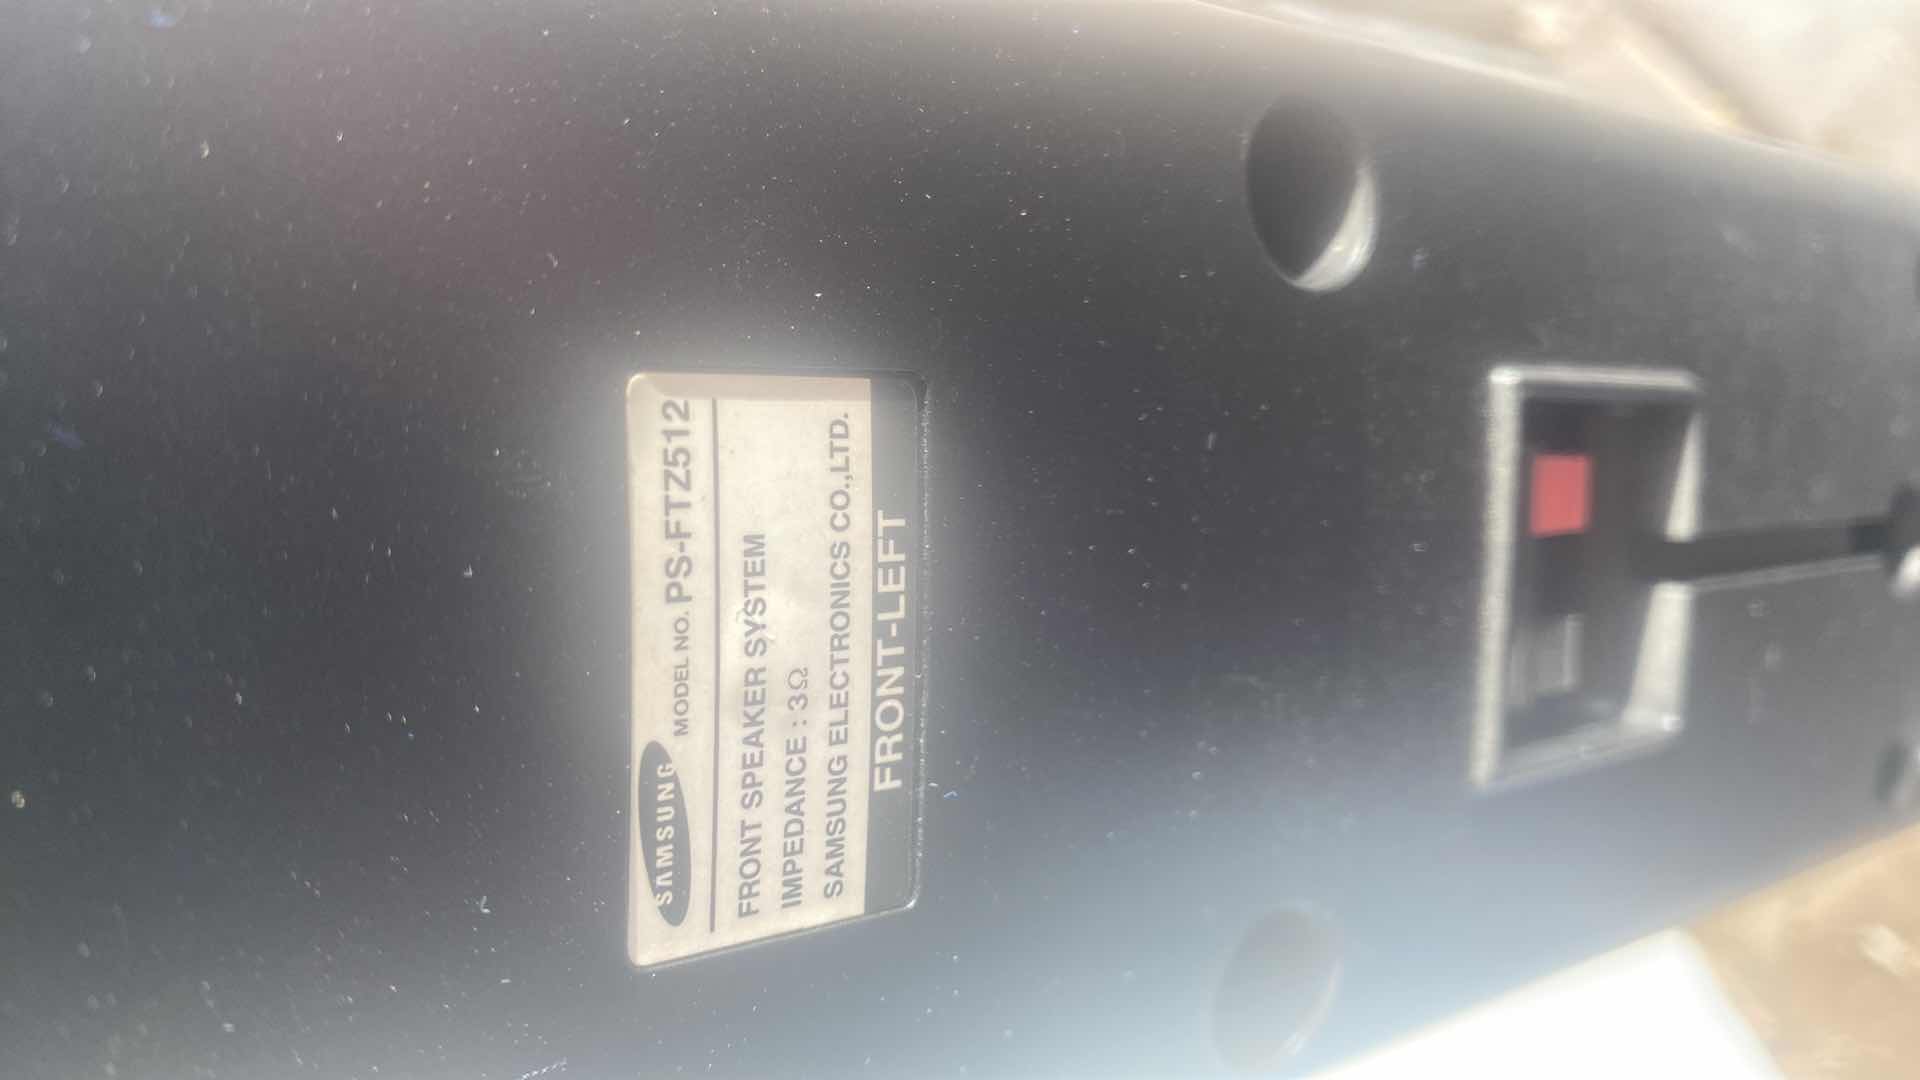 SAMSUNG MODEL NO. PS-FTZ512
FRONT SPEAKER SYSTEM
IMPEDANCE : 3Ω
SAMSUNG ELECTRONICS CO.,LTD.
FRONT-LEFT